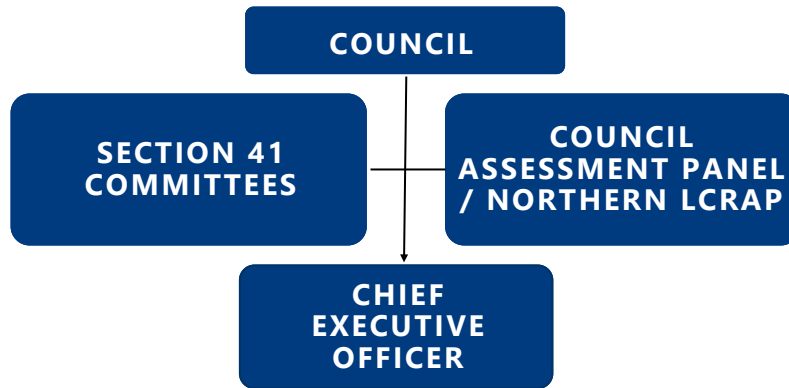 COUNCIL
SECTION 41
COMMITTEES
COUNCIL
ASSESSMENT PANEL
/ NORTHERN LCRAP
CHIEF
EXECUTIVE
OFFICER